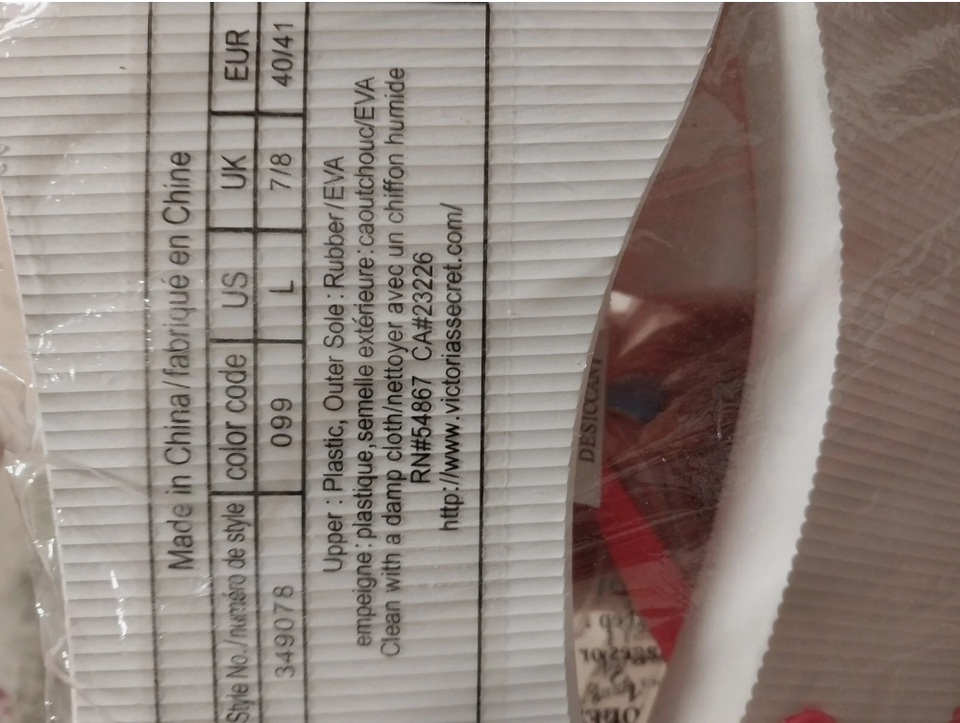 Made in China/fabriqué en Chine
Style No./numéro de style color code US UK EUR
349078 099 L 7/8 40/41
Upper : Plastic, Outer Sole : Rubber/EVA
empeigne : plastique,semelle extérieure : caoutchouc/EVA
Clean with a damp cloth/nettoyer avec un chiffon humide
RN#54867 CA#23226
http://www.victoriassecret.com/
DESICCANT